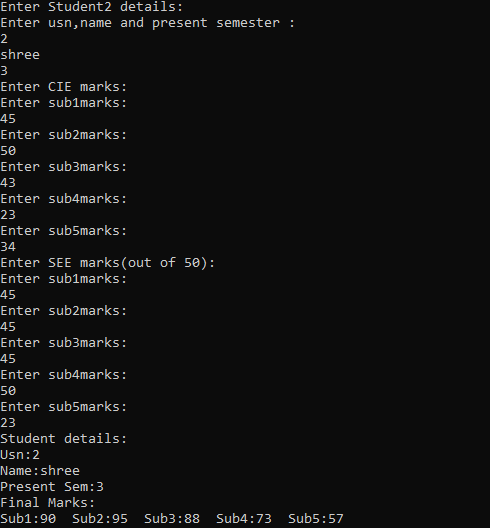 Enter Student2 details:
Enter usn,name and present semester :
2
shree
3
Enter CIE marks:
Enter sub1marks:
45
Enter sub2marks:
50
Enter sub3marks:
43
Enter sub4marks:
23
Enter sub5marks:
34
Enter SEE marks(out of 50):
Enter sub1marks:
45
Enter sub2marks:
45
Enter sub3marks:
45
Enter sub4marks:
50
Enter sub5marks:
23
Student details:
Usn:2
Name:shree
Present Sem:3
Final Marks:
Sub1:90  Sub2:95  Sub3:88  Sub4:73  Sub5:57